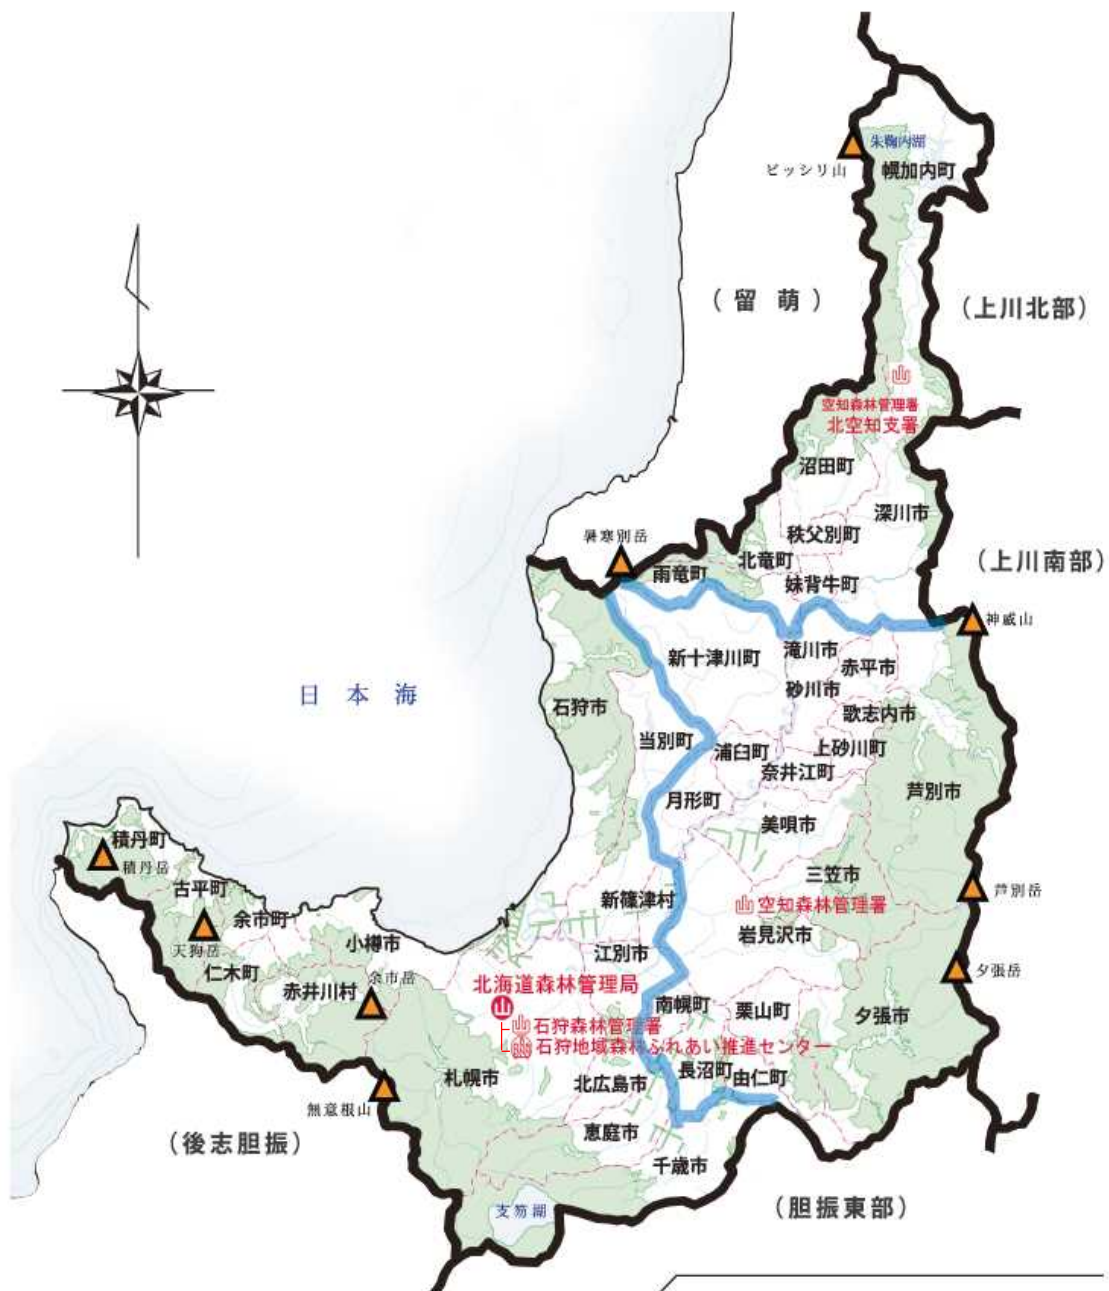 朱鞠内湖
ピッシリ山
幌加内町
（留 萌）
（上川北部）
空知森林管理署
北空知支署
沼田町
深川市
秩父別町
暑寒別岳
北竜町
雨竜町
妹背牛町
（上川南部）
神威山
滝川市
新十津川町
赤平市
砂川市
日 本 海
石狩市
歌志内市
当別町
浦臼町
上砂川町
奈井江町
芦別市
月形町
美唄市
積丹町
積丹岳
三笠市
芦別岳
古平町
新篠津村
空知森林管理署
余市町
岩見沢市
小樽市
天狗岳
江別市
仁木町
余市岳
夕張岳
赤井川村
北海道森林管理局
山
南幌町
栗山町
夕張市
石狩森林管理署
石狩地域森林ふれあい推進センター
札幌市
北広島市
長沼町
由仁町
無意根山
恵庭市
（後志胆振）
千歳市
支笏湖
（胆振東部）